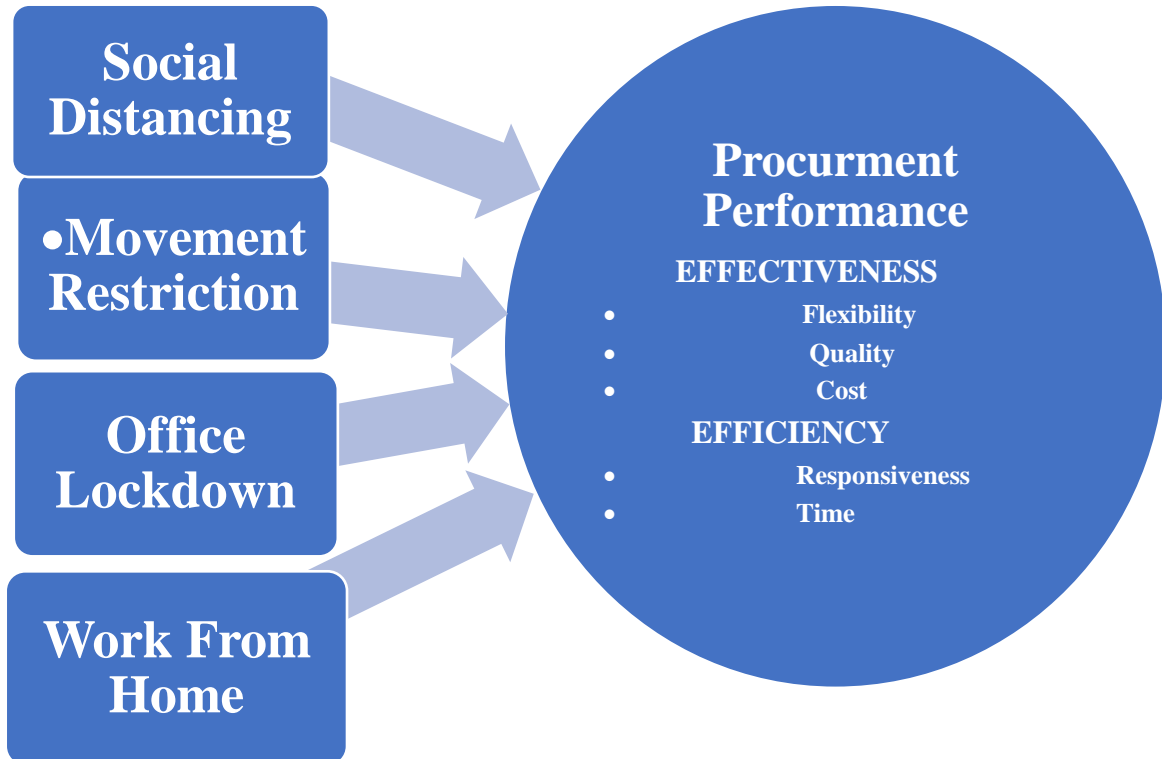 Social
Distancing
•Movement
Restriction
Office
Lockdown
Work From
Home
Procurment
Performance
EFFECTIVENESS
• Flexibility
• Quality
• Cost
EFFICIENCY
• Responsiveness
• Time